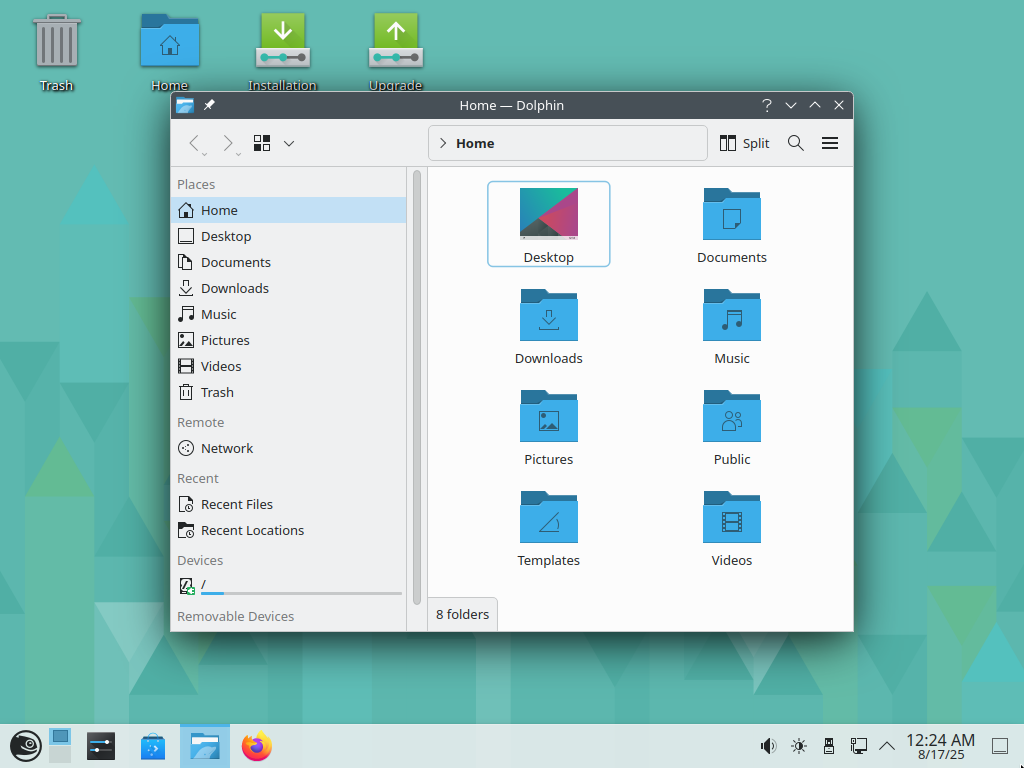 Trash
Home
Installation
Upgrade
Home — Dolphin
Home
Split
Places
Home
Desktop
Documents
Downloads
Music
Pictures
Videos
Trash
Remote
Network
Recent
Recent Files
Recent Locations
Devices
/
Removable Devices
Desktop
Documents
Downloads
Music
Pictures
Public
Templates
Videos
8 folders
12:24 AM
8/17/25